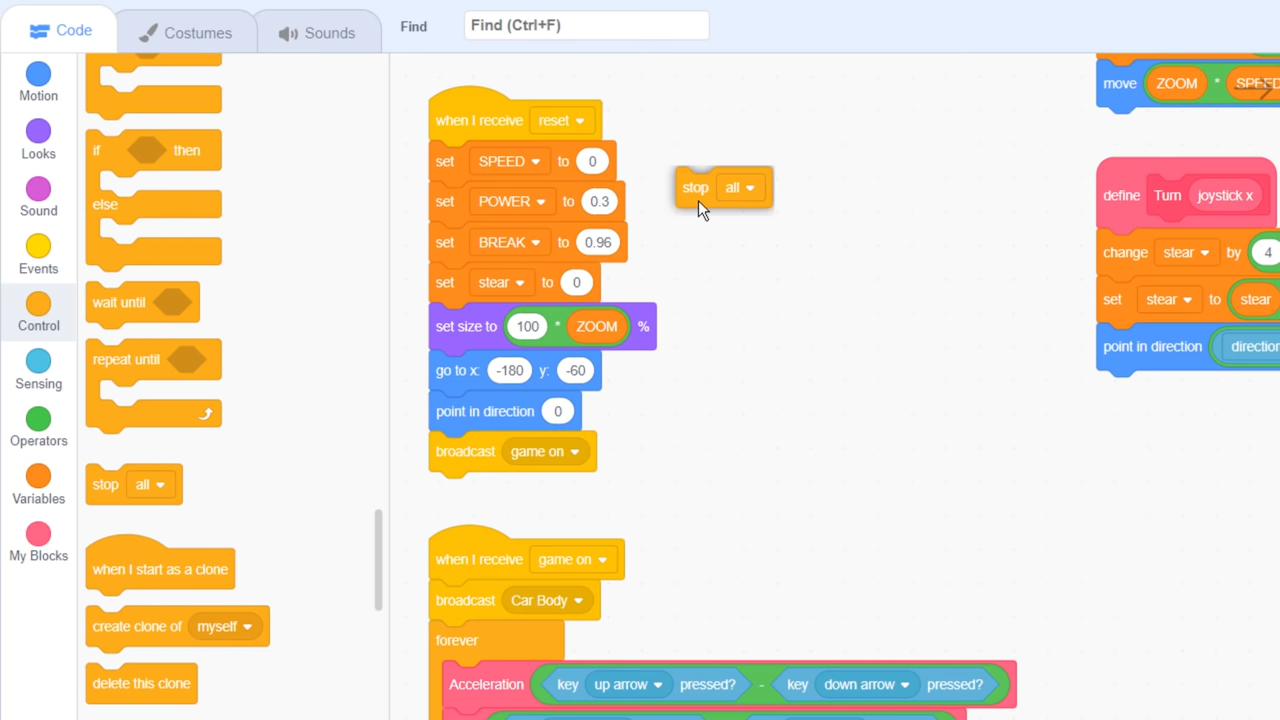 Code
Costumes
Sounds
Find
Find (Ctrl+F)
Motion
Looks
Sound
Events
Control
Sensing
Operators
Variables
My Blocks
if then
else
wait until
repeat until
stop all
when I start as a clone
create clone of myself
delete this clone
when I receive reset
set SPEED to 0
set POWER to 0.3
set BREAK to 0.96
set stear to 0
set size to 100 * ZOOM %
go to x: -180 y: -60
point in direction 0
broadcast game on
stop all
when I receive game on
broadcast Car Body
forever
Acceleration key up arrow pressed? - key down arrow pressed?
move ZOOM * SPEED
define Turn joystick x
change stear by 4
set stear to stear
point in direction direction